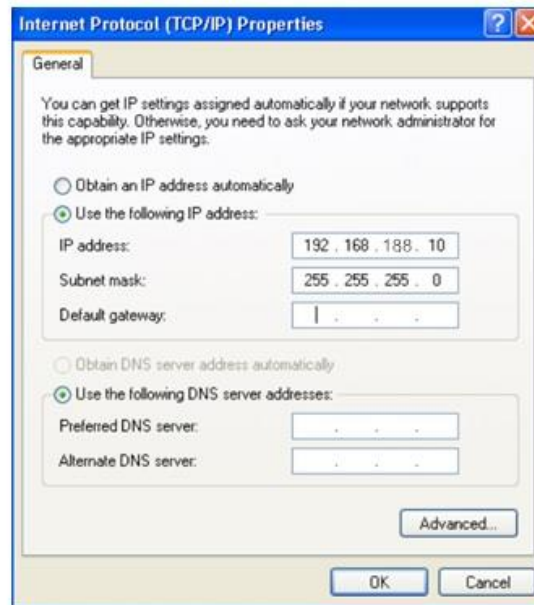 Internet Protocol (TCP/IP) Properties
General
You can get IP settings assigned automatically if your network supports
this capability. Otherwise, you need to ask your network administrator for
the appropriate IP settings.
Obtain an IP address automatically
Use the following IP address:
IP address: 192 . 168 . 188 . 10
Subnet mask: 255 . 255 . 255 . 0
Default gateway: . . .
Obtain DNS server address automatically
Use the following DNS server addresses:
Preferred DNS server: . . .
Alternate DNS server: . . .
Advanced...
OK Cancel